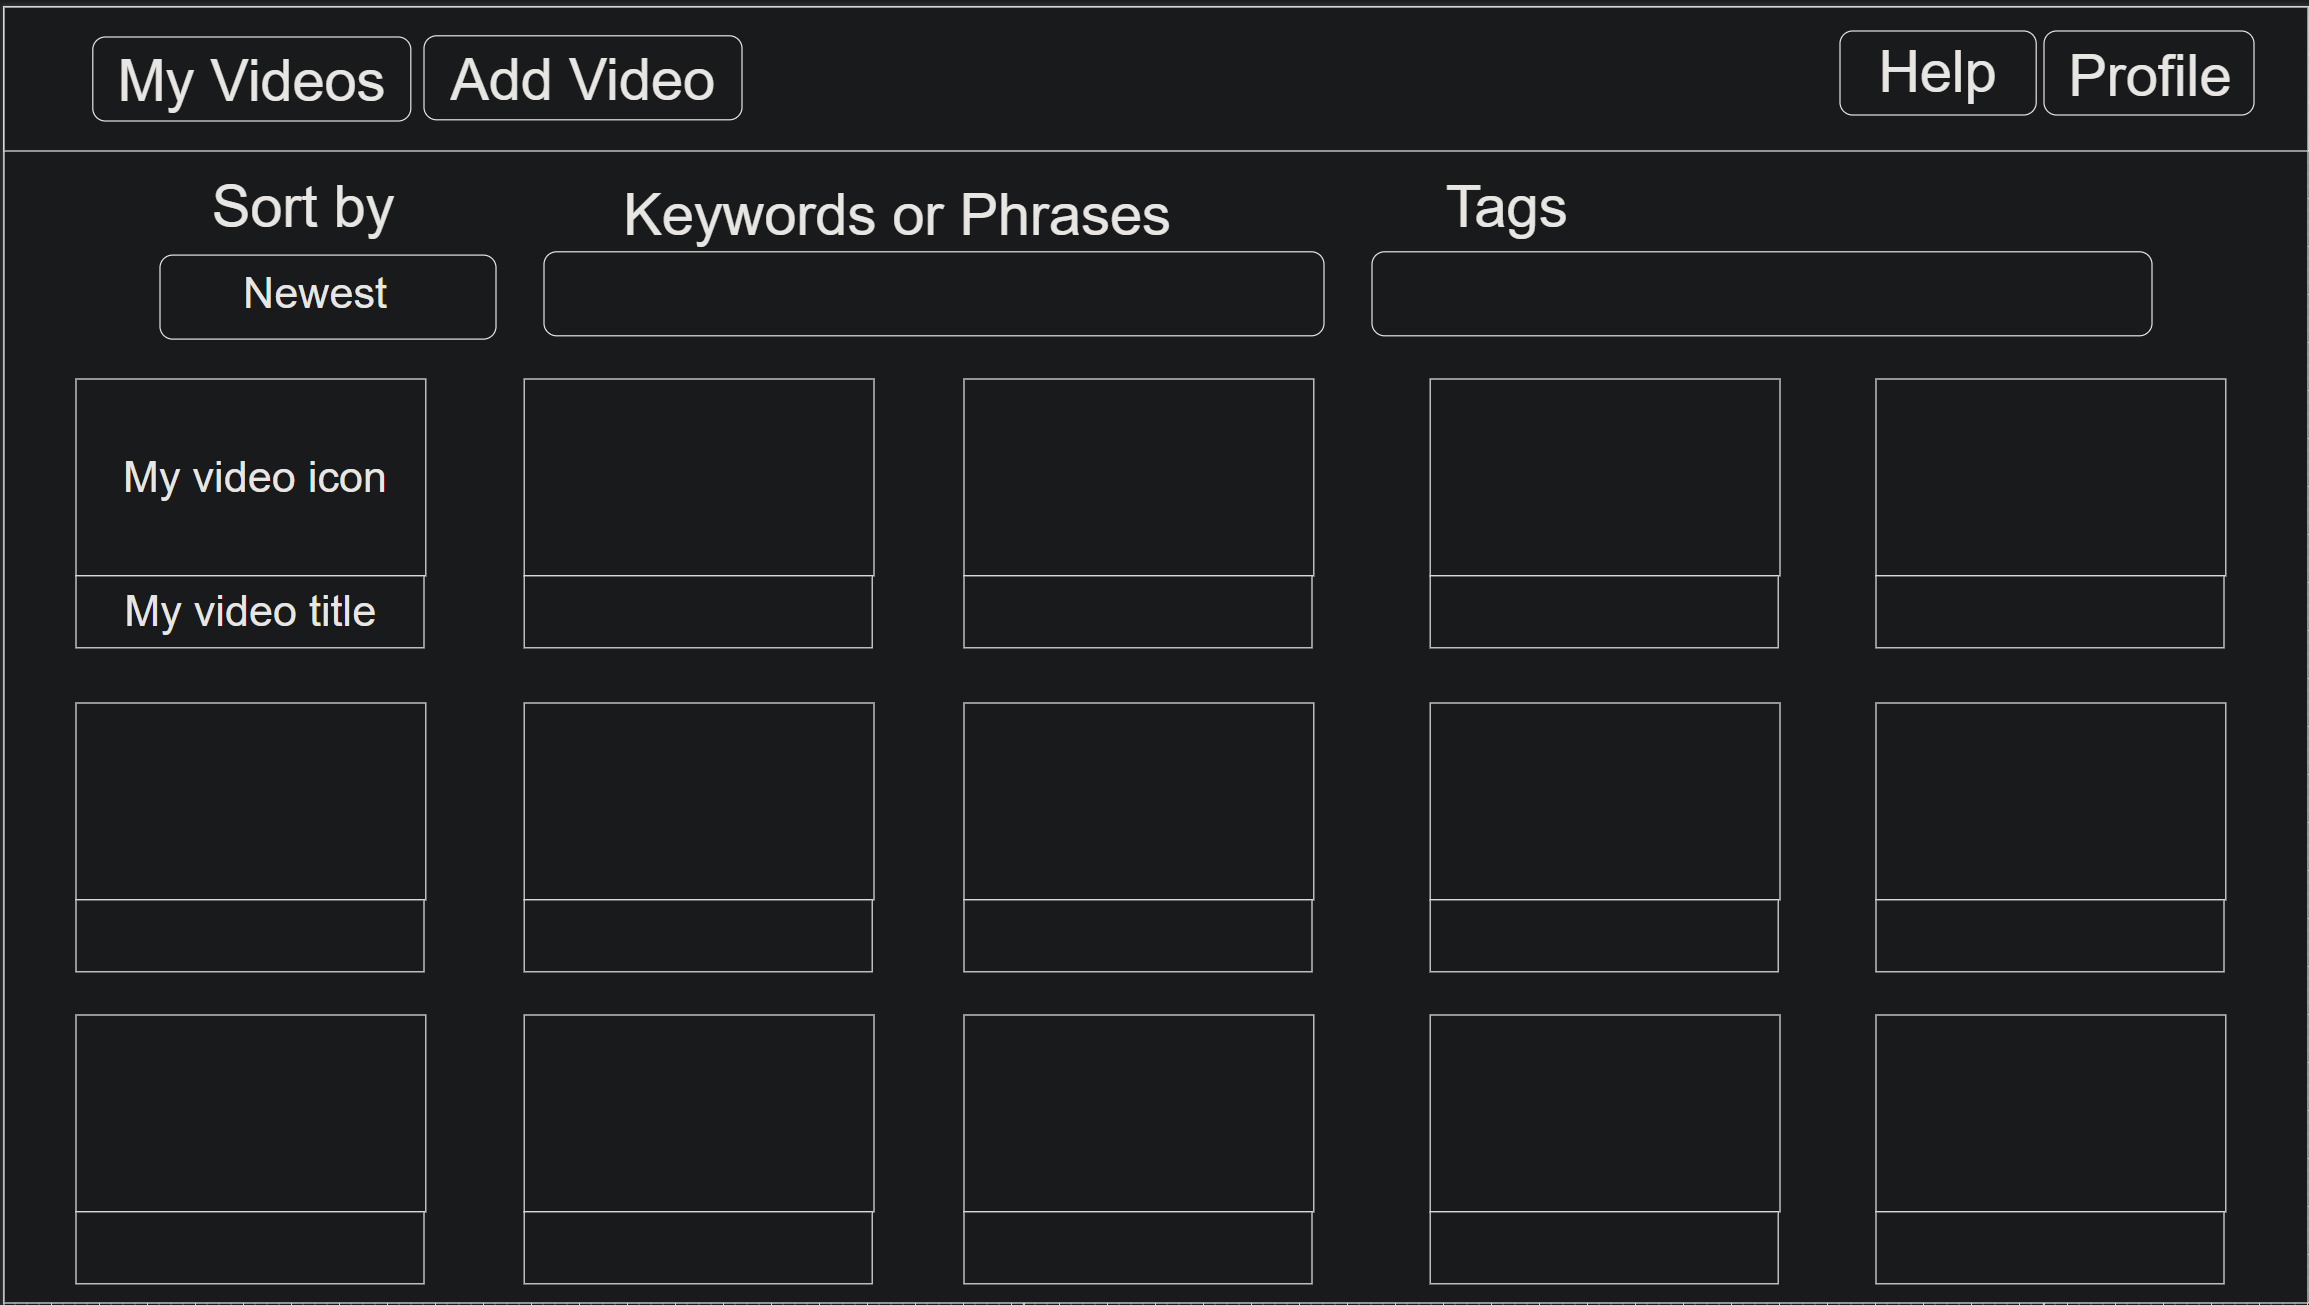 My Videos
Add Video
Help
Profile
Sort by
Keywords or Phrases
Tags
Newest
My video icon
My video title